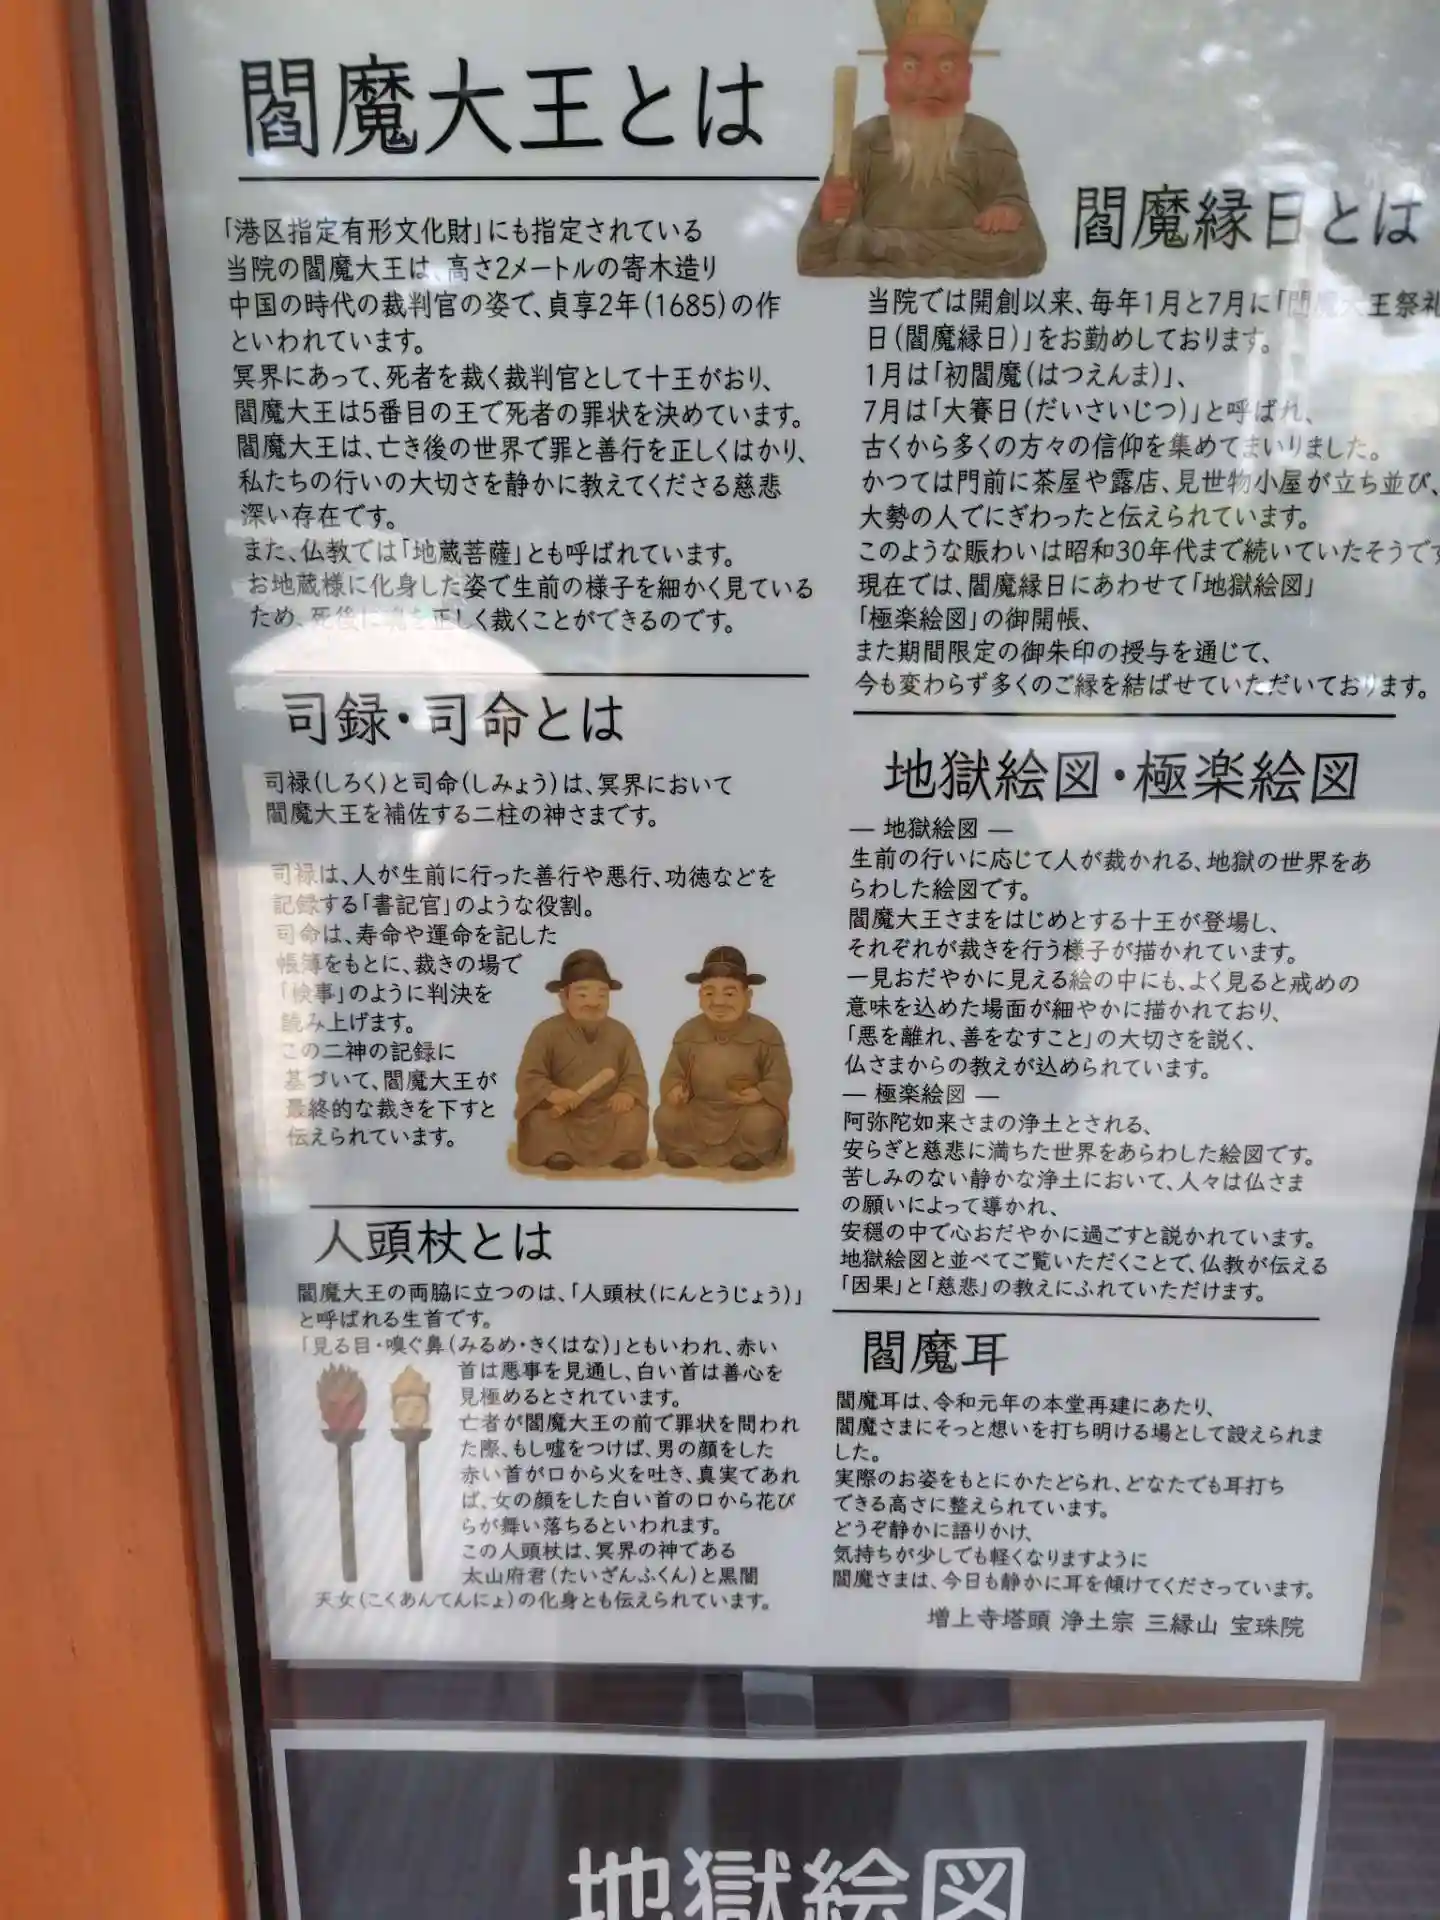 閻魔大王とは
「港区指定有形文化財」にも指定されている
当院の閻魔大王は、高さ2メートルの寄木造り
中国の時代の裁判官の姿で、貞享2年(1685)の作
といわれています。
冥界にあって、死者を裁く裁判官として十王がおり、
閻魔大王は5番目の王で死者の罪状を決めています。
閻魔大王は、亡き後の世界で罪と善行を正しくはかり、
私たちの行いの大切さを静かに教えてくださる慈悲
深い存在です。
また、仏教では「地蔵菩薩」とも呼ばれています。
お地蔵様に化身した姿で生前の様子を細かく見ている
ため、死後に魂を正しく裁くことができるのです。
司録・司命とは
司禄(しろく)と司命(しみょう)は、冥界において
閻魔大王を補佐する二柱の神さまです。
司禄は、人が生前に行った善行や悪行、功徳などを
記録する「書記官」のような役割。
司命は、寿命や運命を記した
帳簿をもとに、裁きの場で
「検事」のように判決を
読み上げます。
この二神の記録に
基づいて、閻魔大王が
最終的な裁きを下すと
伝えられています。
人頭杖とは
閻魔大王の両脇に立つのは、「人頭杖(にんとうじょう)」
と呼ばれる生首です。
「見る目・嗅ぐ鼻(みるめ・きくはな)」ともいわれ、赤い
首は悪事を見通し、白い首は善心を
見極めるとされています。
亡者が閻魔大王の前で罪状を問われ
た際、もし嘘をつけば、男の顔をした
赤い首が口から火を吐き、真実であれ
ば、女の顔をした白い首の口から花び
らが舞い落ちるといわれます。
この人頭杖は、冥界の神である
太山府君(たいざんふくん)と黒闇
天女(こくあんてんにょ)の化身とも伝えられています。
閻魔縁日とは
当院では開創以来、毎年1月と7月に「閻魔大王祭礼
日(閻魔縁日)」をお勤めしております。
1月は「初閻魔(はつえんま)」、
7月は「大賽日(だいさいじつ)」と呼ばれ、
古くから多くの方々の信仰を集めてまいりました。
かつては門前に茶屋や露店、見世物小屋が立ち並び、
大勢の人でにぎわったと伝えられています。
このような賑わいは昭和30年代まで続いていたそうです
現在では、閻魔縁日にあわせて「地獄絵図」
「極楽絵図」の御開帳、
また期間限定の御朱印の授与を通じて、
今も変わらず多くのご縁を結ばせていただいております。
地獄絵図・極楽絵図
― 地獄絵図 ―
生前の行いに応じて人が裁かれる、地獄の世界をあ
らわした絵図です。
閻魔大王さまをはじめとする十王が登場し、
それぞれが裁きを行う様子が描かれています。
一見おだやかに見える絵の中にも、よく見ると戒めの
意味を込めた場面が細やかに描かれており、
「悪を離れ、善をなすこと」の大切さを説く、
仏さまからの教えが込められています。
― 極楽絵図 ―
阿弥陀如来さまの浄土とされる、
安らぎと慈悲に満ちた世界をあらわした絵図です。
苦しみのない静かな浄土において、人々は仏さま
の願いによって導かれ、
安穏の中で心おだやかに過ごすと説かれています。
地獄絵図と並べてご覧いただくことで、仏教が伝える
「因果」と「慈悲」の教えにふれていただけます。
閻魔耳
閻魔耳は、令和元年の本堂再建にあたり、
閻魔さまにそっと想いを打ち明ける場として設えられま
した。
実際のお姿をもとにかたどられ、どなたでも耳打ち
できる高さに整えられています。
どうぞ静かに語りかけ、
気持ちが少しでも軽くなりますように
閻魔さまは、今日も静かに耳を傾けてくださっています。
増上寺塔頭 浄土宗 三縁山 宝珠院
地獄絵図